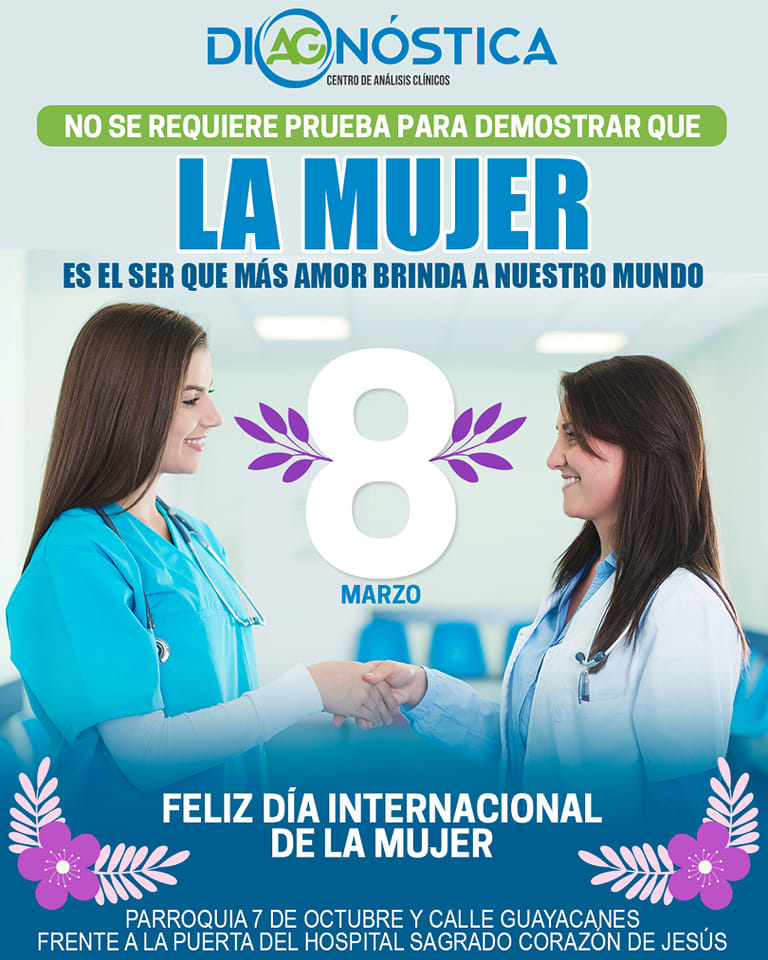 DIAGNÓSTICA
CENTRO DE ANÁLISIS CLÍNICOS
NO SE REQUIERE PRUEBA PARA DEMOSTRAR QUE
LA MUJER
ES EL SER QUE MÁS AMOR BRINDA A NUESTRO MUNDO
8
MARZO
FELIZ DÍA INTERNACIONAL
DE LA MUJER
PARROQUIA 7 DE OCTUBRE Y CALLE GUAYACANES
FRENTE A LA PUERTA DEL HOSPITAL SAGRADO CORAZÓN DE JESÚS